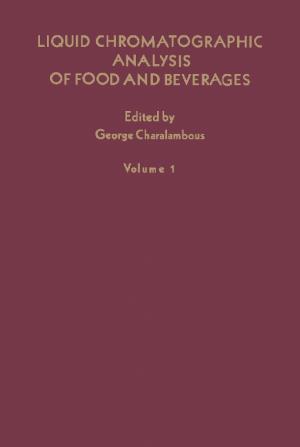 LIQUID CHROMATOGRAPHIC
ANALYSIS
OF FOOD AND BEVERAGES
Edited by
George Charalambous
Volume 1